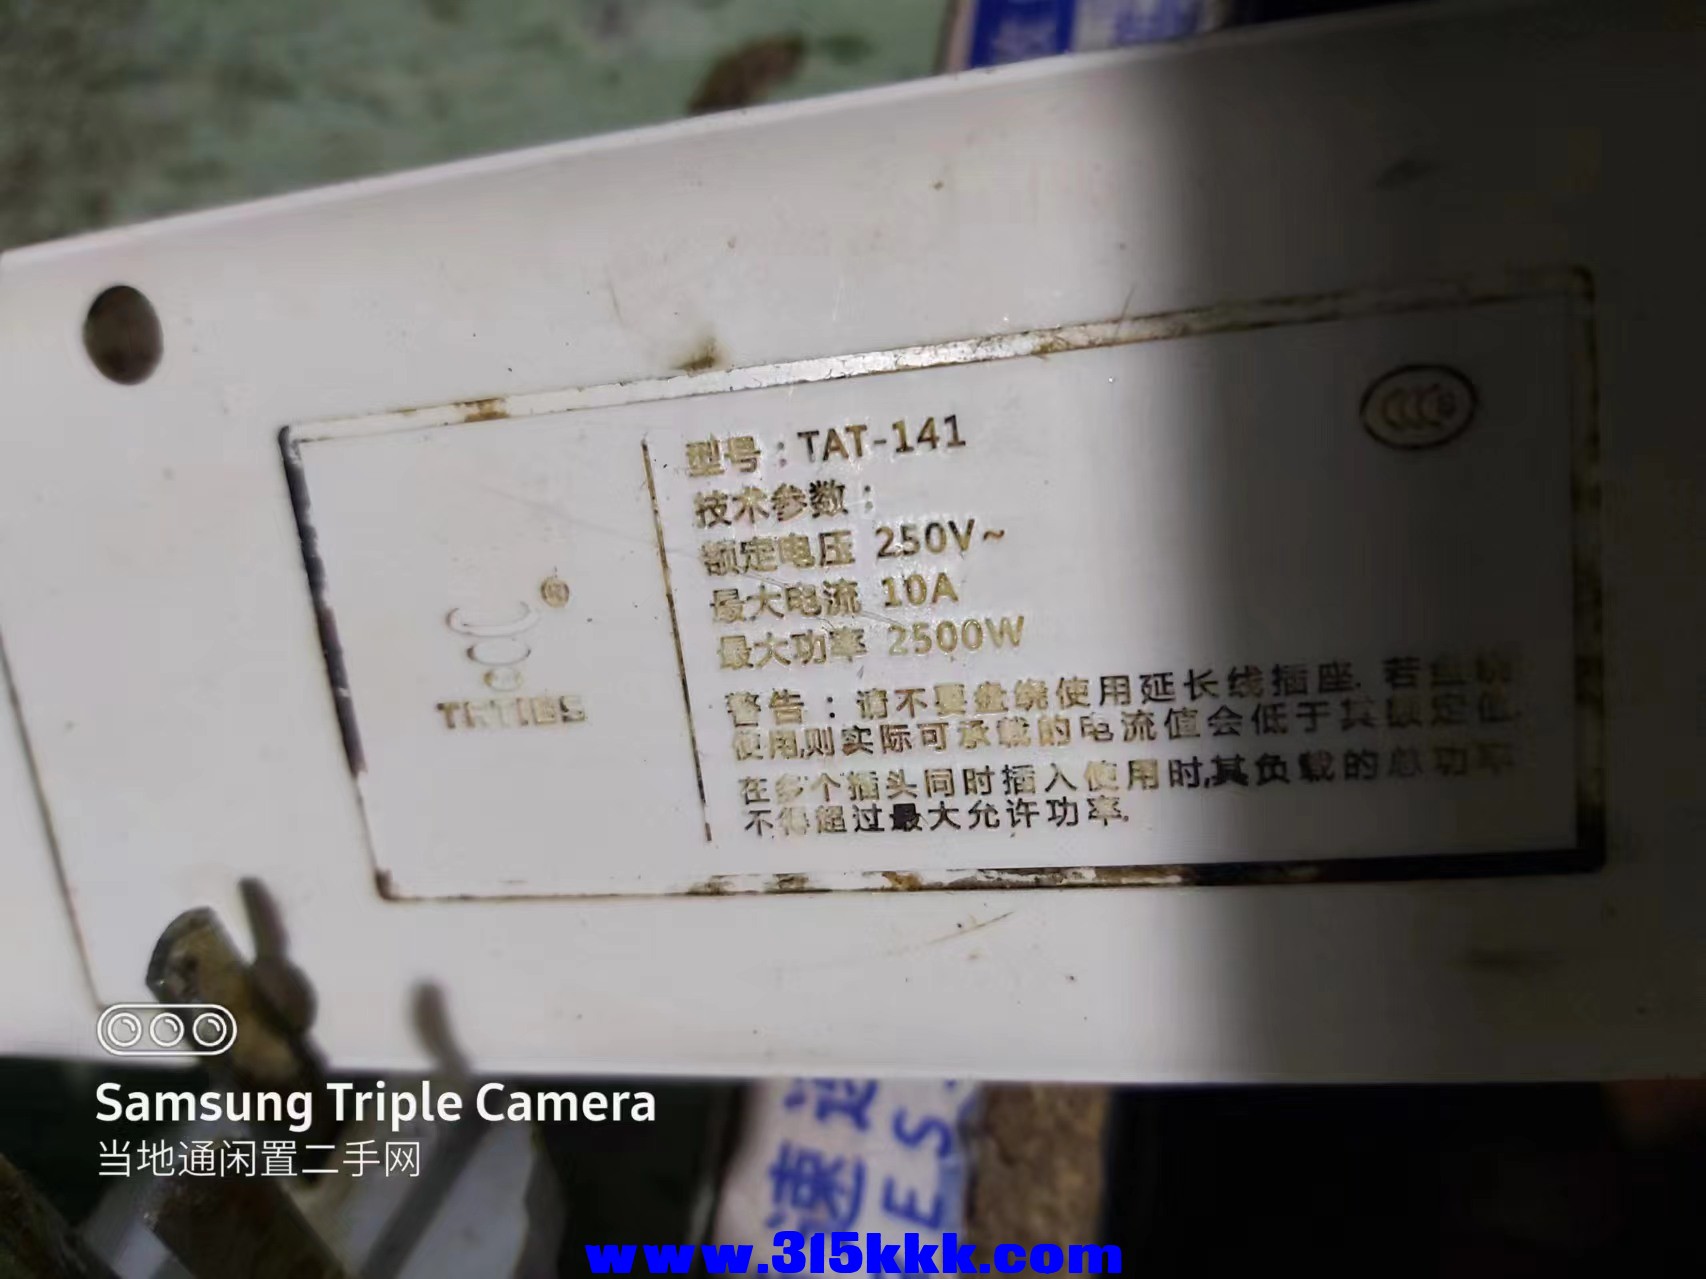 型号：TAT-141
技术参数：
额定电压 250V~
最大电流 10A
最大功率 2500W
警告：请不要盘绕使用延长线插座.若盘绕
使用,则实际可承载的电流值会低于其额定值.
在多个插头同时插入使用时,其负载的总功率
不得超过最大允许功率.
®
Samsung Triple Camera
当地通闲置二手网
速递
ES
www.315kkk.com